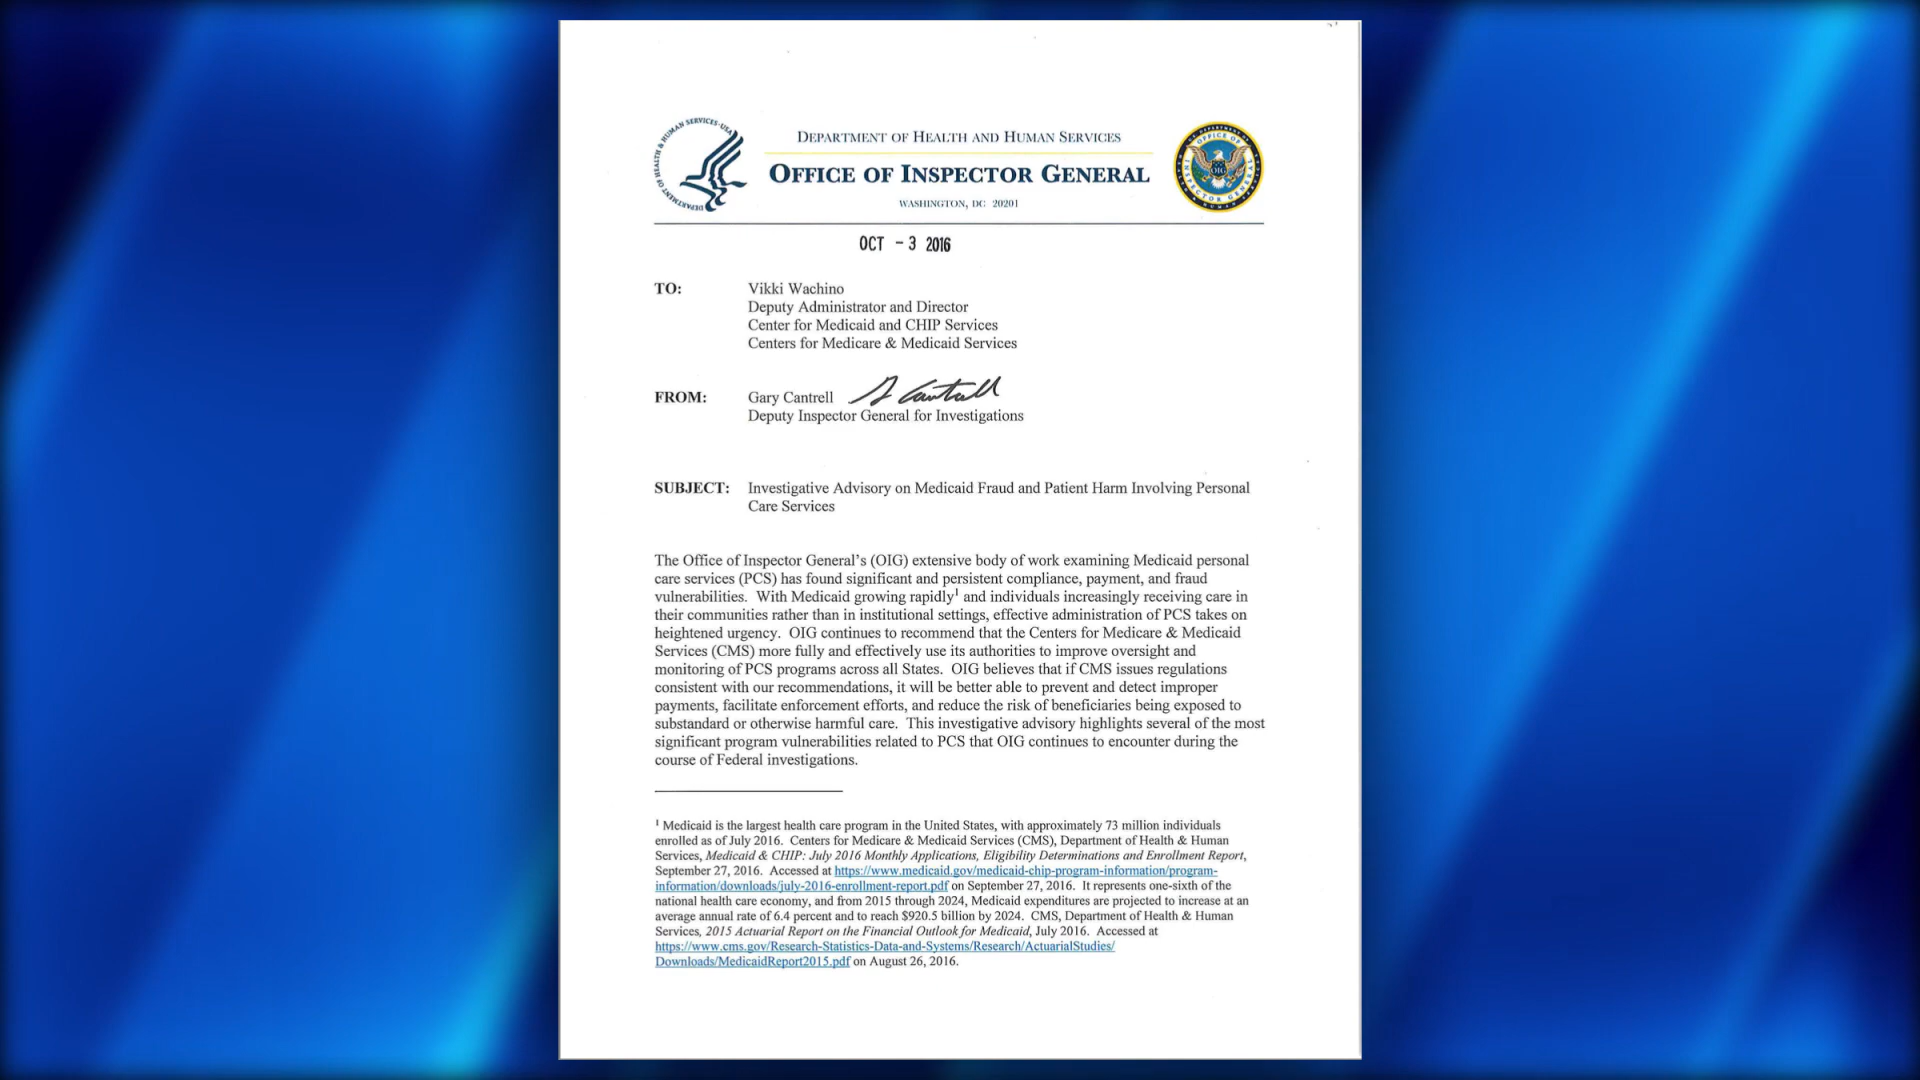 DEPARTMENT OF HEALTH & HUMAN SERVICES·USA
DEPARTMENT OF HEALTH AND HUMAN SERVICES
OFFICE OF INSPECTOR GENERAL
WASHINGTON, DC 20201
OIG
OCT - 3 2016
TO: Vikki Wachino
Deputy Administrator and Director
Center for Medicaid and CHIP Services
Centers for Medicare & Medicaid Services
FROM: Gary Cantrell G Cantrell
Deputy Inspector General for Investigations
SUBJECT: Investigative Advisory on Medicaid Fraud and Patient Harm Involving Personal
Care Services
The Office of Inspector General's (OIG) extensive body of work examining Medicaid personal
care services (PCS) has found significant and persistent compliance, payment, and fraud
vulnerabilities. With Medicaid growing rapidly¹ and individuals increasingly receiving care in
their communities rather than in institutional settings, effective administration of PCS takes on
heightened urgency. OIG continues to recommend that the Centers for Medicare & Medicaid
Services (CMS) more fully and effectively use its authorities to improve oversight and
monitoring of PCS programs across all States. OIG believes that if CMS issues regulations
consistent with our recommendations, it will be better able to prevent and detect improper
payments, facilitate enforcement efforts, and reduce the risk of beneficiaries being exposed to
substandard or otherwise harmful care. This investigative advisory highlights several of the most
significant program vulnerabilities related to PCS that OIG continues to encounter during the
course of Federal investigations.
¹ Medicaid is the largest health care program in the United States, with approximately 73 million individuals
enrolled as of July 2016. Centers for Medicare & Medicaid Services (CMS), Department of Health & Human
Services, Medicaid & CHIP: July 2016 Monthly Applications, Eligibility Determinations and Enrollment Report,
September 27, 2016. Accessed at https://www.medicaid.gov/medicaid-chip-program-information/program-
information/downloads/july-2016-enrollment-report.pdf on September 27, 2016. It represents one-sixth of the
national health care economy, and from 2015 through 2024, Medicaid expenditures are projected to increase at an
average annual rate of 6.4 percent and to reach $920.5 billion by 2024. CMS, Department of Health & Human
Services, 2015 Actuarial Report on the Financial Outlook for Medicaid, July 2016. Accessed at
https://www.cms.gov/Research-Statistics-Data-and-Systems/Research/ActuarialStudies/
Downloads/MedicaidReport2015.pdf on August 26, 2016.